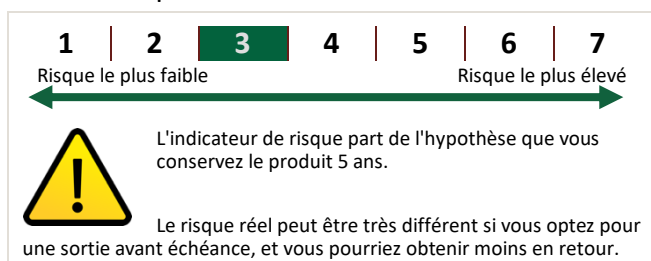 1 2 3 4 5 6 7
Risque le plus faible Risque le plus élevé
L'indicateur de risque part de l'hypothèse que vous
conservez le produit 5 ans.
Le risque réel peut être très différent si vous optez pour
une sortie avant échéance, et vous pourriez obtenir moins en retour.